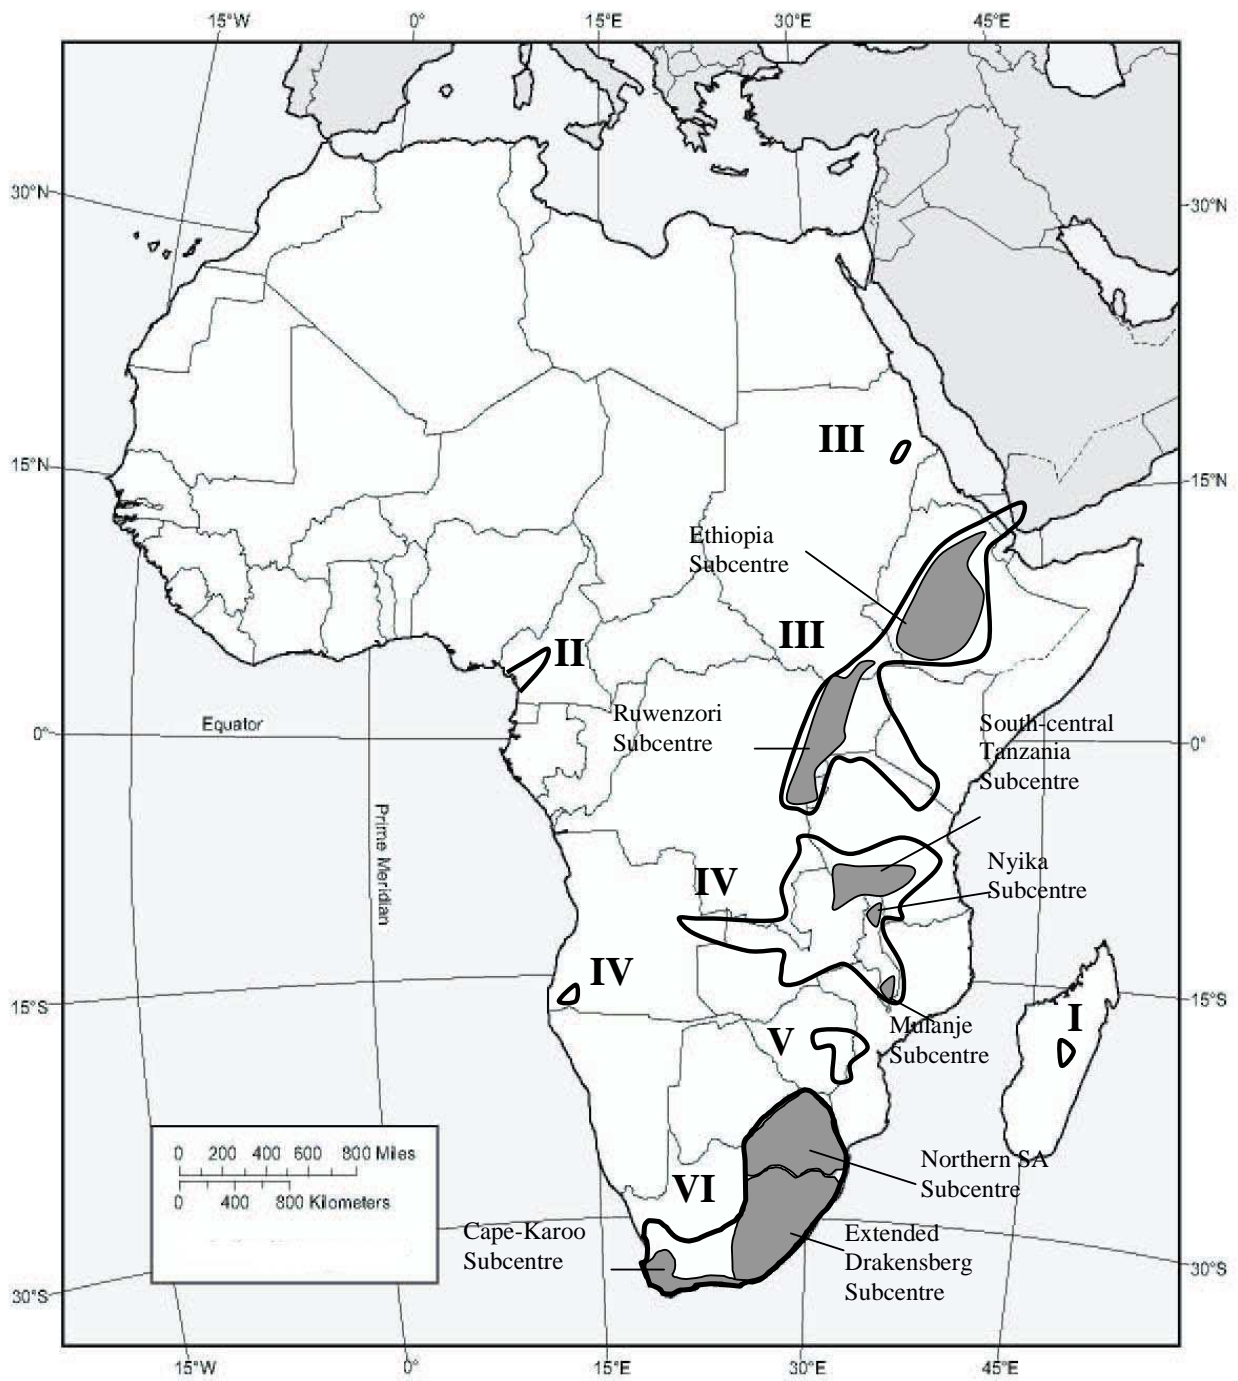 15°W 0° 15°E 30°E 45°E
30°N 30°N
III
15°N 15°N
Ethiopia
Subcentre
III
II
Ruwenzori
Subcentre
South-central
Tanzania
Subcentre
Equator
0° 0°
Prime Meridian
Nyika
Subcentre
IV
IV
15°S 15°S
I
V
Mulanje
Subcentre
0 200 400 600 800 Miles
0 400 800 Kilometers
Northern SA
Subcentre
VI
Cape-Karoo
Subcentre
Extended
Drakensberg
Subcentre
30°S 30°S
15°W 0° 15°E 30°E 45°E